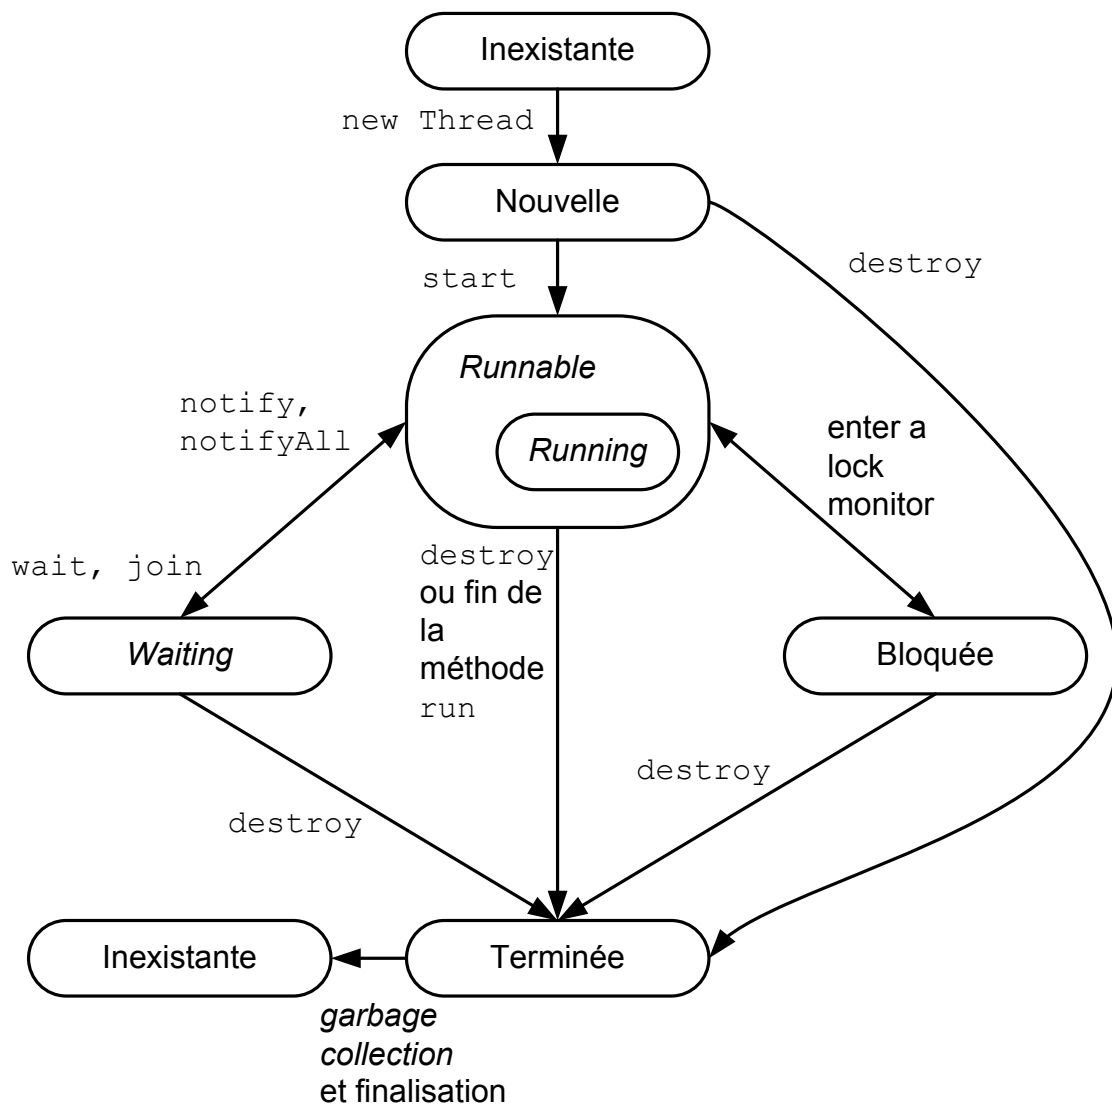 Inexistante
new Thread
Nouvelle
destroy
start
Runnable
notify,
notifyAll
Running
enter a
lock
monitor
wait, join
destroy
ou fin de
la
méthode
run
Waiting
Bloquée
destroy
destroy
Inexistante
Terminée
garbage
collection
et finalisation